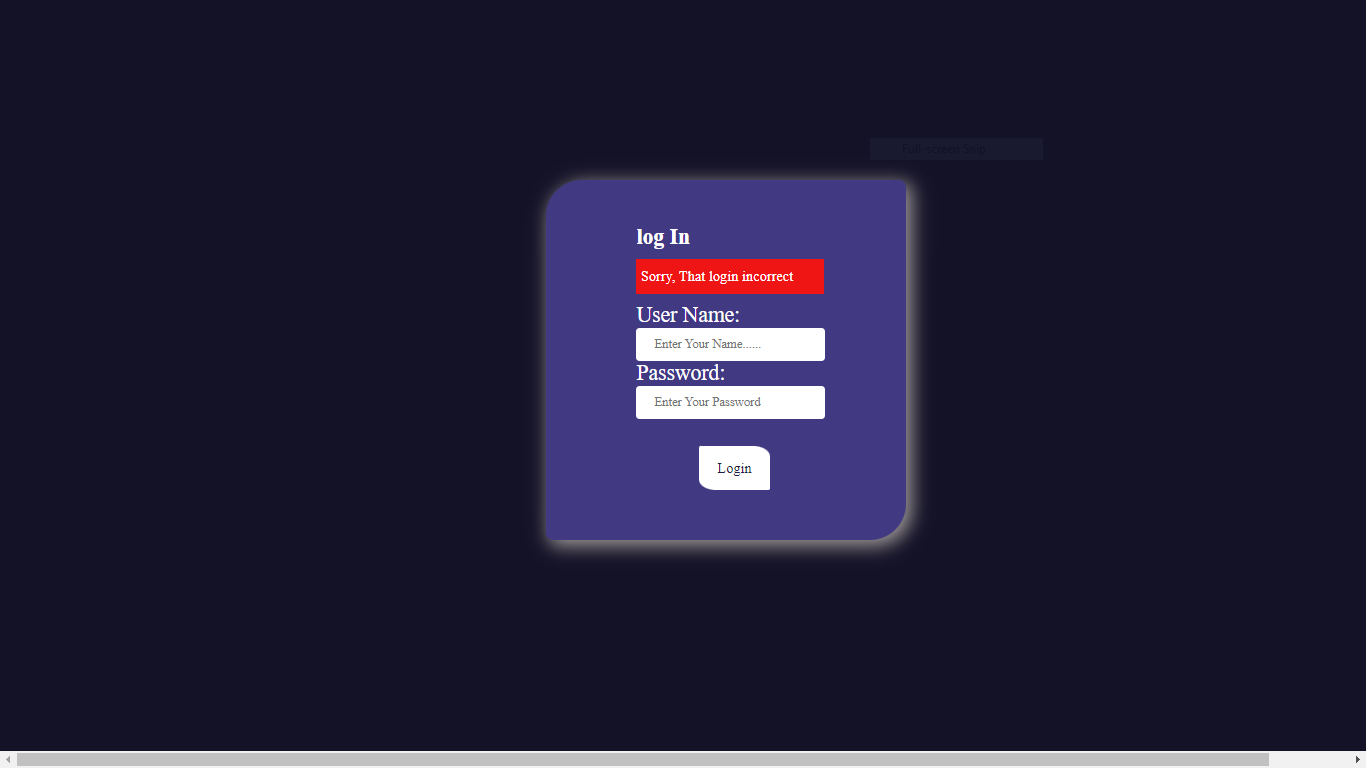 Full-screen Snip
log In
Sorry, That login incorrect
User Name:
Enter Your Name......
Password:
Enter Your Password
Login